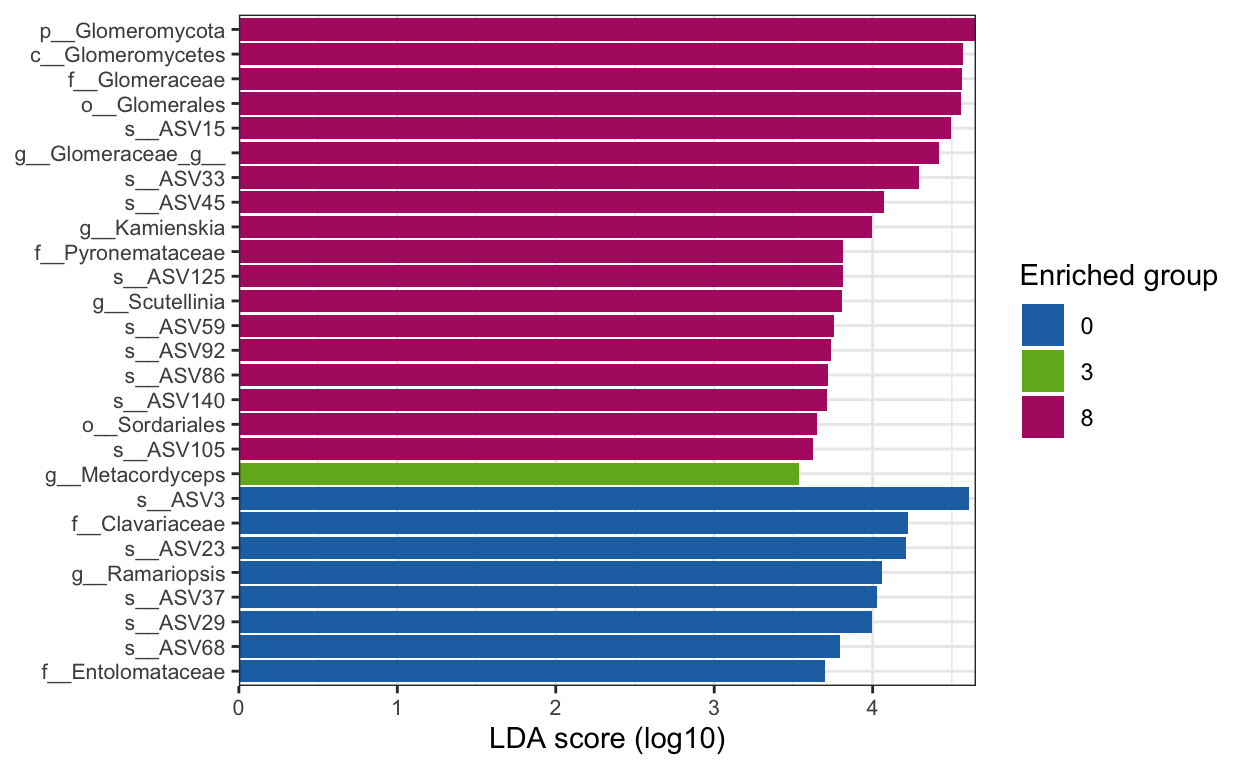 p__Glomeromycota
c__Glomeromycetes
f__Glomeraceae
o__Glomerales
s__ASV15
g__Glomeraceae_g__
s__ASV33
s__ASV45
g__Kamienskia
f__Pyronemataceae
s__ASV125
g__Scutellinia
s__ASV59
s__ASV92
s__ASV86
s__ASV140
o__Sordariales
s__ASV105
g__Metacordyceps
s__ASV3
f__Clavariaceae
s__ASV23
g__Ramariopsis
s__ASV37
s__ASV29
s__ASV68
f__Entolomataceae
0 1 2 3 4
LDA score (log10)
Enriched group
0
3
8